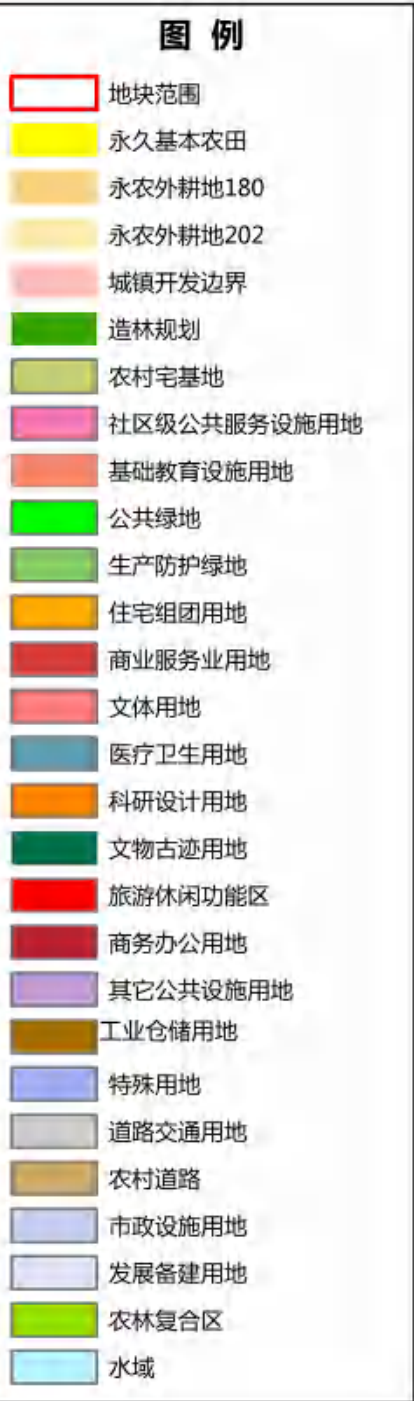 图 例
地块范围
永久基本农田
永农外耕地180
永农外耕地202
城镇开发边界
造林规划
农村宅基地
社区级公共服务设施用地
基础教育设施用地
公共绿地
生产防护绿地
住宅组团用地
商业服务业用地
文体用地
医疗卫生用地
科研设计用地
文物古迹用地
旅游休闲功能区
商务办公用地
其它公共设施用地
工业仓储用地
特殊用地
道路交通用地
农村道路
市政设施用地
发展备建用地
农林复合区
水域